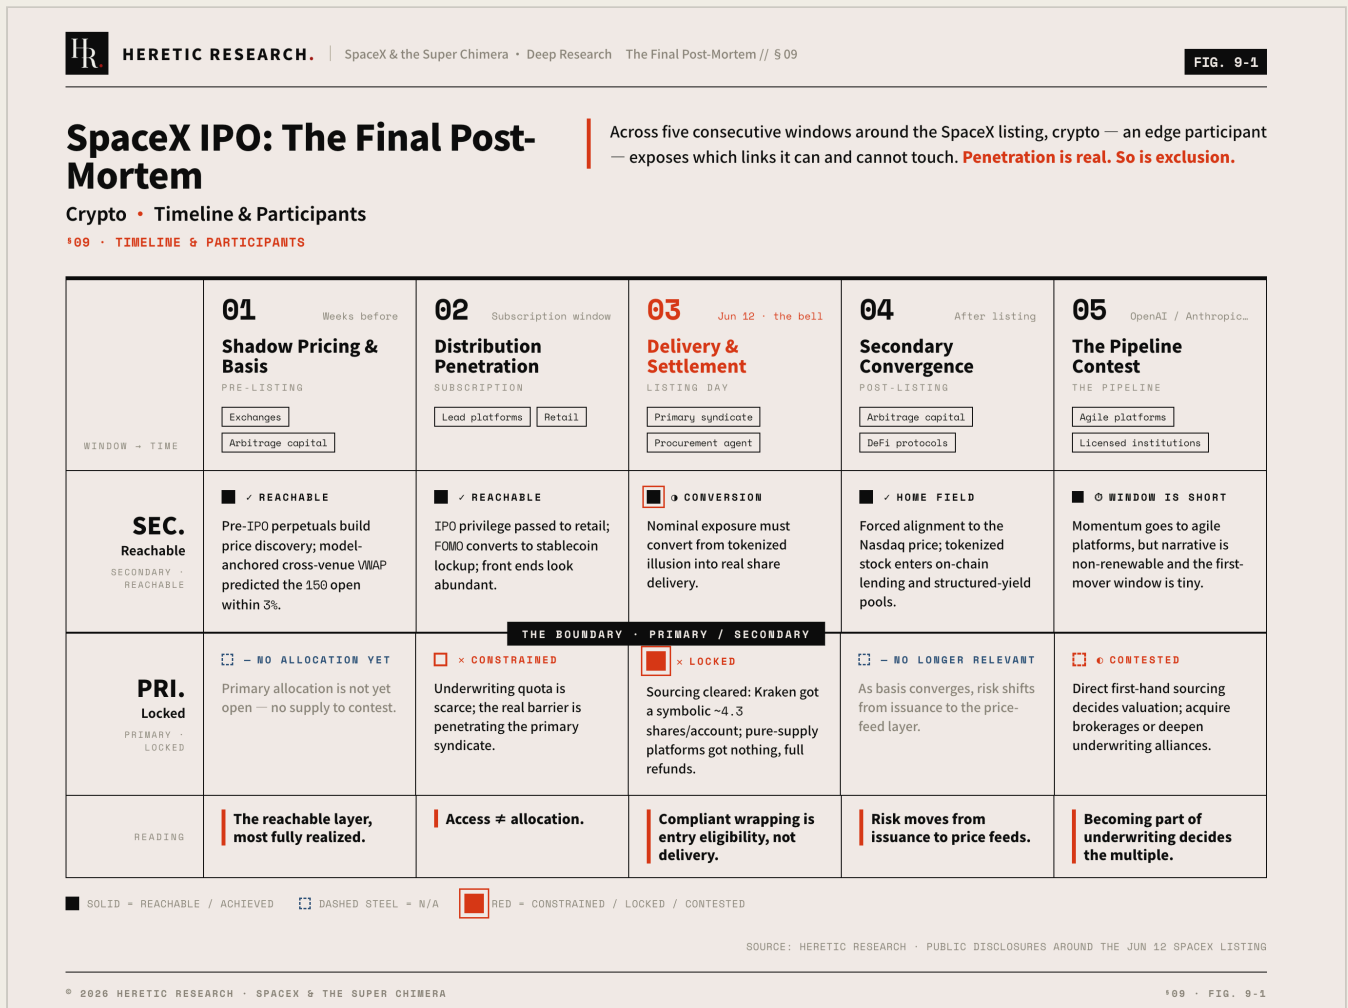 HR.
HERETIC RESEARCH.
SpaceX & the Super Chimera • Deep Research The Final Post-Mortem // § 09
FIG. 9-1
SpaceX IPO: The Final Post-
Mortem
Crypto • Timeline & Participants
§09 · TIMELINE & PARTICIPANTS
Across five consecutive windows around the SpaceX listing, crypto — an edge participant
— exposes which links it can and cannot touch. Penetration is real. So is exclusion.
WINDOW → TIME
01
Weeks before
Shadow Pricing &
Basis
PRE-LISTING
Exchanges
Arbitrage capital
02
Subscription window
Distribution
Penetration
SUBSCRIPTION
Lead platforms
Retail
03
Jun 12 · the bell
Delivery &
Settlement
LISTING DAY
Primary syndicate
Procurement agent
04
After listing
Secondary
Convergence
POST-LISTING
Arbitrage capital
DeFi protocols
05
OpenAI / Anthropic…
The Pipeline
Contest
THE PIPELINE
Agile platforms
Licensed institutions
SEC.
Reachable
SECONDARY ·
REACHABLE
✓ REACHABLE
Pre-IPO perpetuals build
price discovery; model-
anchored cross-venue VWAP
predicted the 150 open
within 3%.
✓ REACHABLE
IPO privilege passed to retail;
FOMO converts to stablecoin
lockup; front ends look
abundant.
◑ CONVERSION
Nominal exposure must
convert from tokenized
illusion into real share
delivery.
✓ HOME FIELD
Forced alignment to the
Nasdaq price; tokenized
stock enters on-chain
lending and structured-yield
pools.
⏱ WINDOW IS SHORT
Momentum goes to agile
platforms, but narrative is
non-renewable and the first-
mover window is tiny.
THE BOUNDARY · PRIMARY / SECONDARY
PRI.
Locked
PRIMARY ·
LOCKED
— NO ALLOCATION YET
Primary allocation is not yet
open — no supply to contest.
× CONSTRAINED
Underwriting quota is
scarce; the real barrier is
penetrating the primary
syndicate.
× LOCKED
Sourcing cleared: Kraken got
a symbolic ~4.3
shares/account; pure-supply
platforms got nothing, full
refunds.
— NO LONGER RELEVANT
As basis converges, risk shifts
from issuance to the price-
feed layer.
◐ CONTESTED
Direct first-hand sourcing
decides valuation; acquire
brokerages or deepen
underwriting alliances.
READING
The reachable layer,
most fully realized.
Access ≠ allocation.
Compliant wrapping is
entry eligibility, not
delivery.
Risk moves from
issuance to price feeds.
Becoming part of
underwriting decides
the multiple.
SOLID = REACHABLE / ACHIEVED
DASHED STEEL = N/A
RED = CONSTRAINED / LOCKED / CONTESTED
SOURCE: HERETIC RESEARCH · PUBLIC DISCLOSURES AROUND THE JUN 12 SPACEX LISTING
© 2026 HERETIC RESEARCH · SPACEX & THE SUPER CHIMERA
§09 · FIG. 9-1